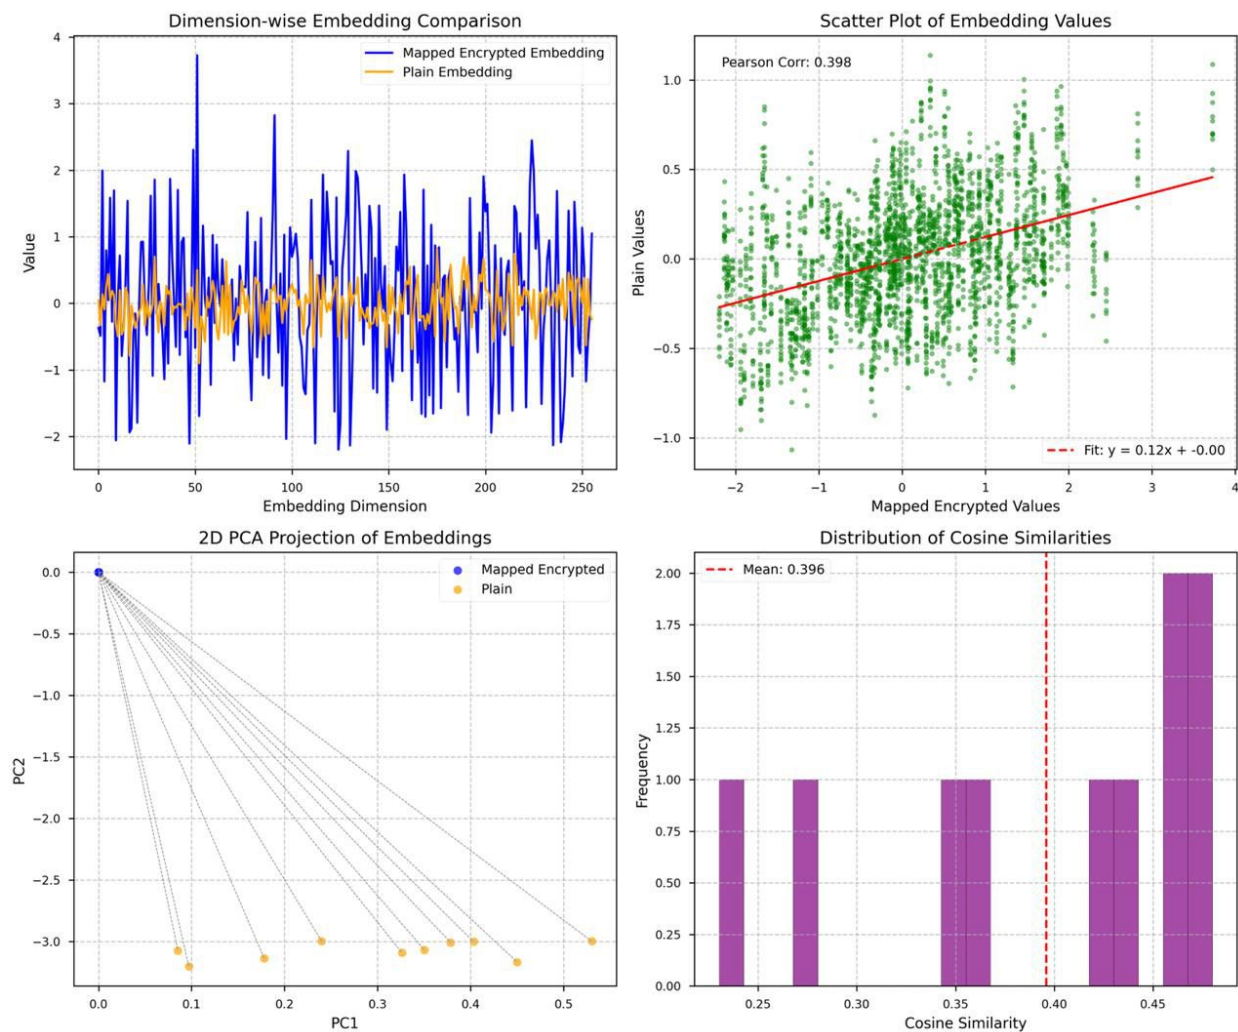 Dimension-wise Embedding Comparison
Mapped Encrypted Embedding
Plain Embedding
Value
4
3
2
1
0
−1
−2
0 50 100 150 200 250
Embedding Dimension
Scatter Plot of Embedding Values
Pearson Corr: 0.398
Plain Values
1.0
0.5
0.0
−0.5
−1.0
Fit: y = 0.12x + -0.00
−2 −1 0 1 2 3 4
Mapped Encrypted Values
2D PCA Projection of Embeddings
Mapped Encrypted
Plain
PC2
0.0
−0.5
−1.0
−1.5
−2.0
−2.5
−3.0
0.0 0.1 0.2 0.3 0.4 0.5
PC1
Distribution of Cosine Similarities
Mean: 0.396
Frequency
2.00
1.75
1.50
1.25
1.00
0.75
0.50
0.25
0.00
0.25 0.30 0.35 0.40 0.45
Cosine Similarity